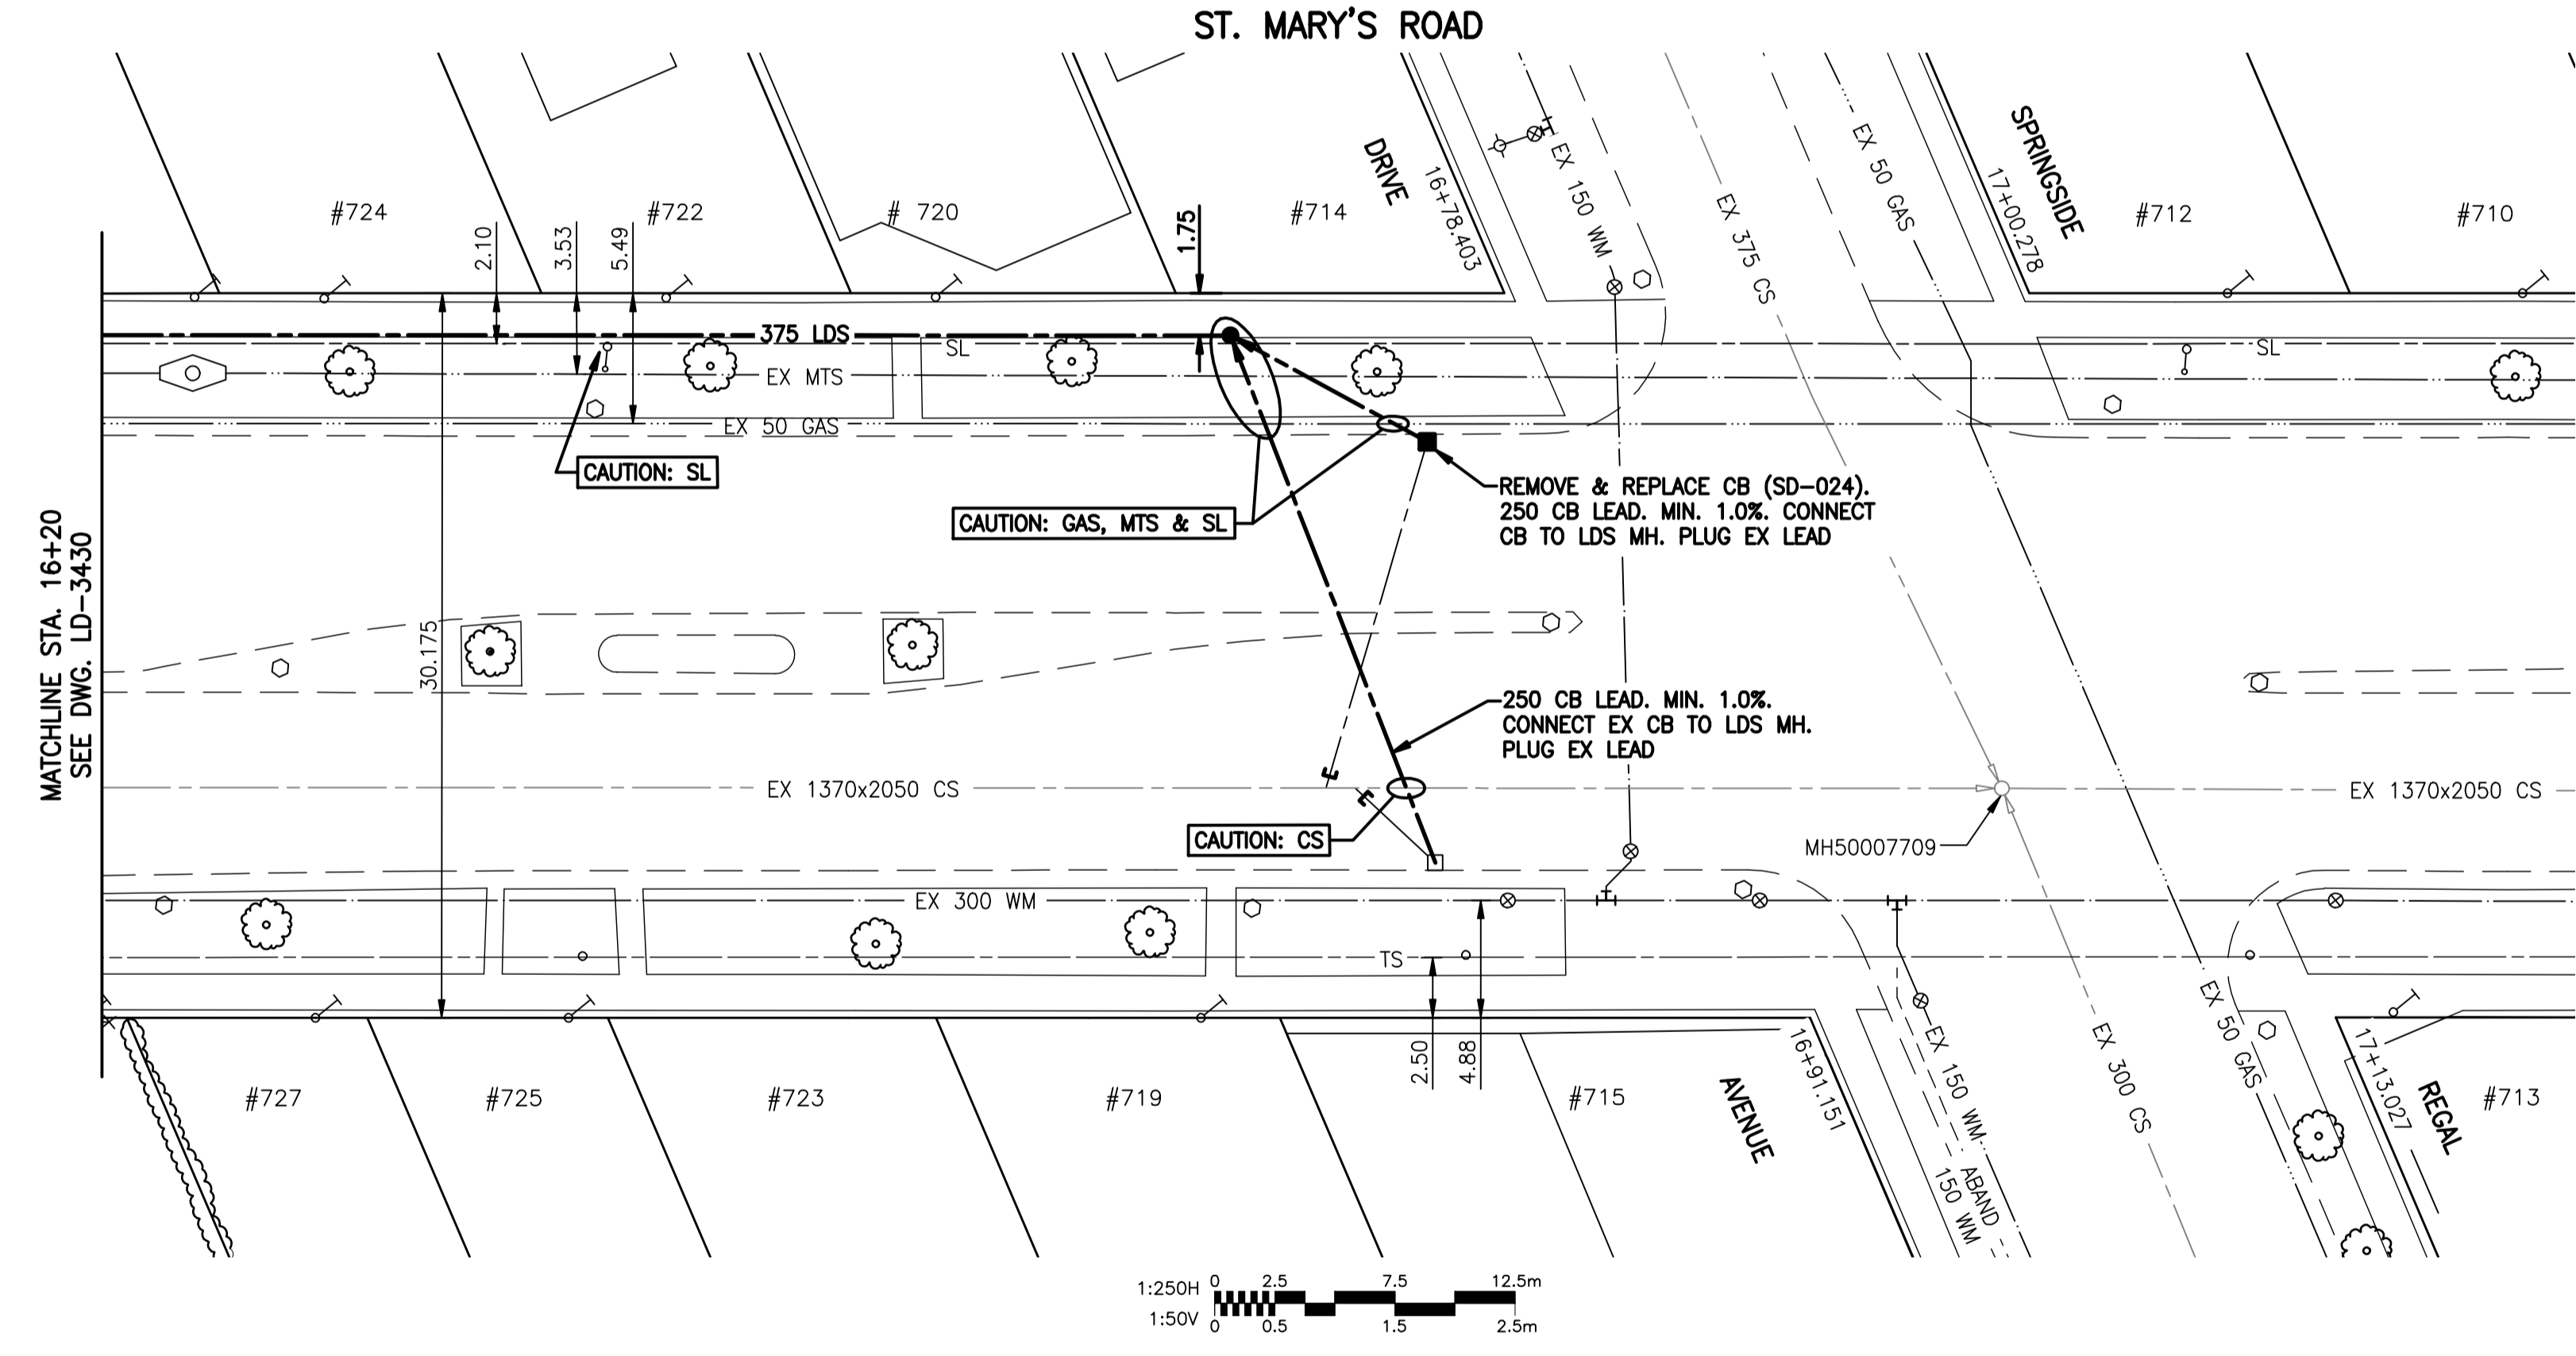 ST. MARY'S ROAD
#724
#722
# 720
#714
DRIVE
16+78.403
EX 150 WM
EX 375 CS
EX 50 GAS
SPRINGSIDE
17+00.278
#712
#710
2.10
3.53
5.49
1.75
375 LDS
SL
SL
EX MTS
EX 50 GAS
CAUTION: SL
CAUTION: GAS, MTS & SL
REMOVE & REPLACE CB (SD-024).
250 CB LEAD. MIN. 1.0%. CONNECT
CB TO LDS MH. PLUG EX LEAD
MATCHLINE STA. 16+20
SEE DWG. LD-3430
30.175
250 CB LEAD. MIN. 1.0%.
CONNECT EX CB TO LDS MH.
PLUG EX LEAD
EX 1370x2050 CS
EX 1370x2050 CS
CAUTION: CS
MH50007709
EX 300 WM
TS
2.50
4.88
#727
#725
#723
#719
#715
AVENUE
16+91.151
EX 150 WM
ABAND
150 WM
EX 300 CS
EX 50 GAS
17+13.027
REGAL
#713
1:250H
0 2.5 7.5 12.5m
1:50V
0 0.5 1.5 2.5m